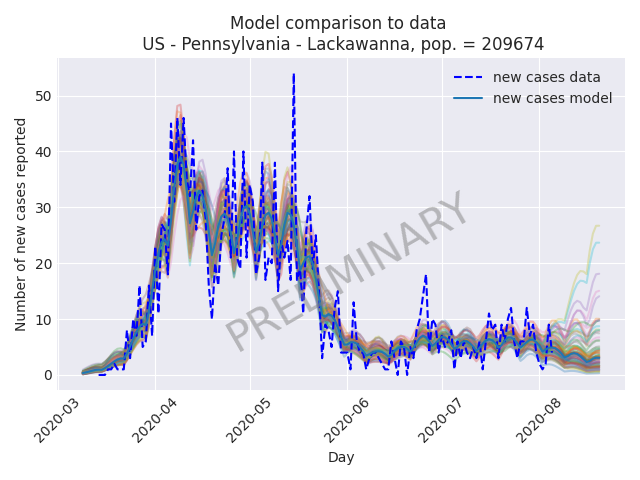 Model comparison to data
US - Pennsylvania - Lackawanna, pop. = 209674
new cases data
new cases model
Number of new cases reported
50
40
30
20
10
0
PRELIMINARY
2020-03
2020-04
2020-05
2020-06
2020-07
2020-08
Day